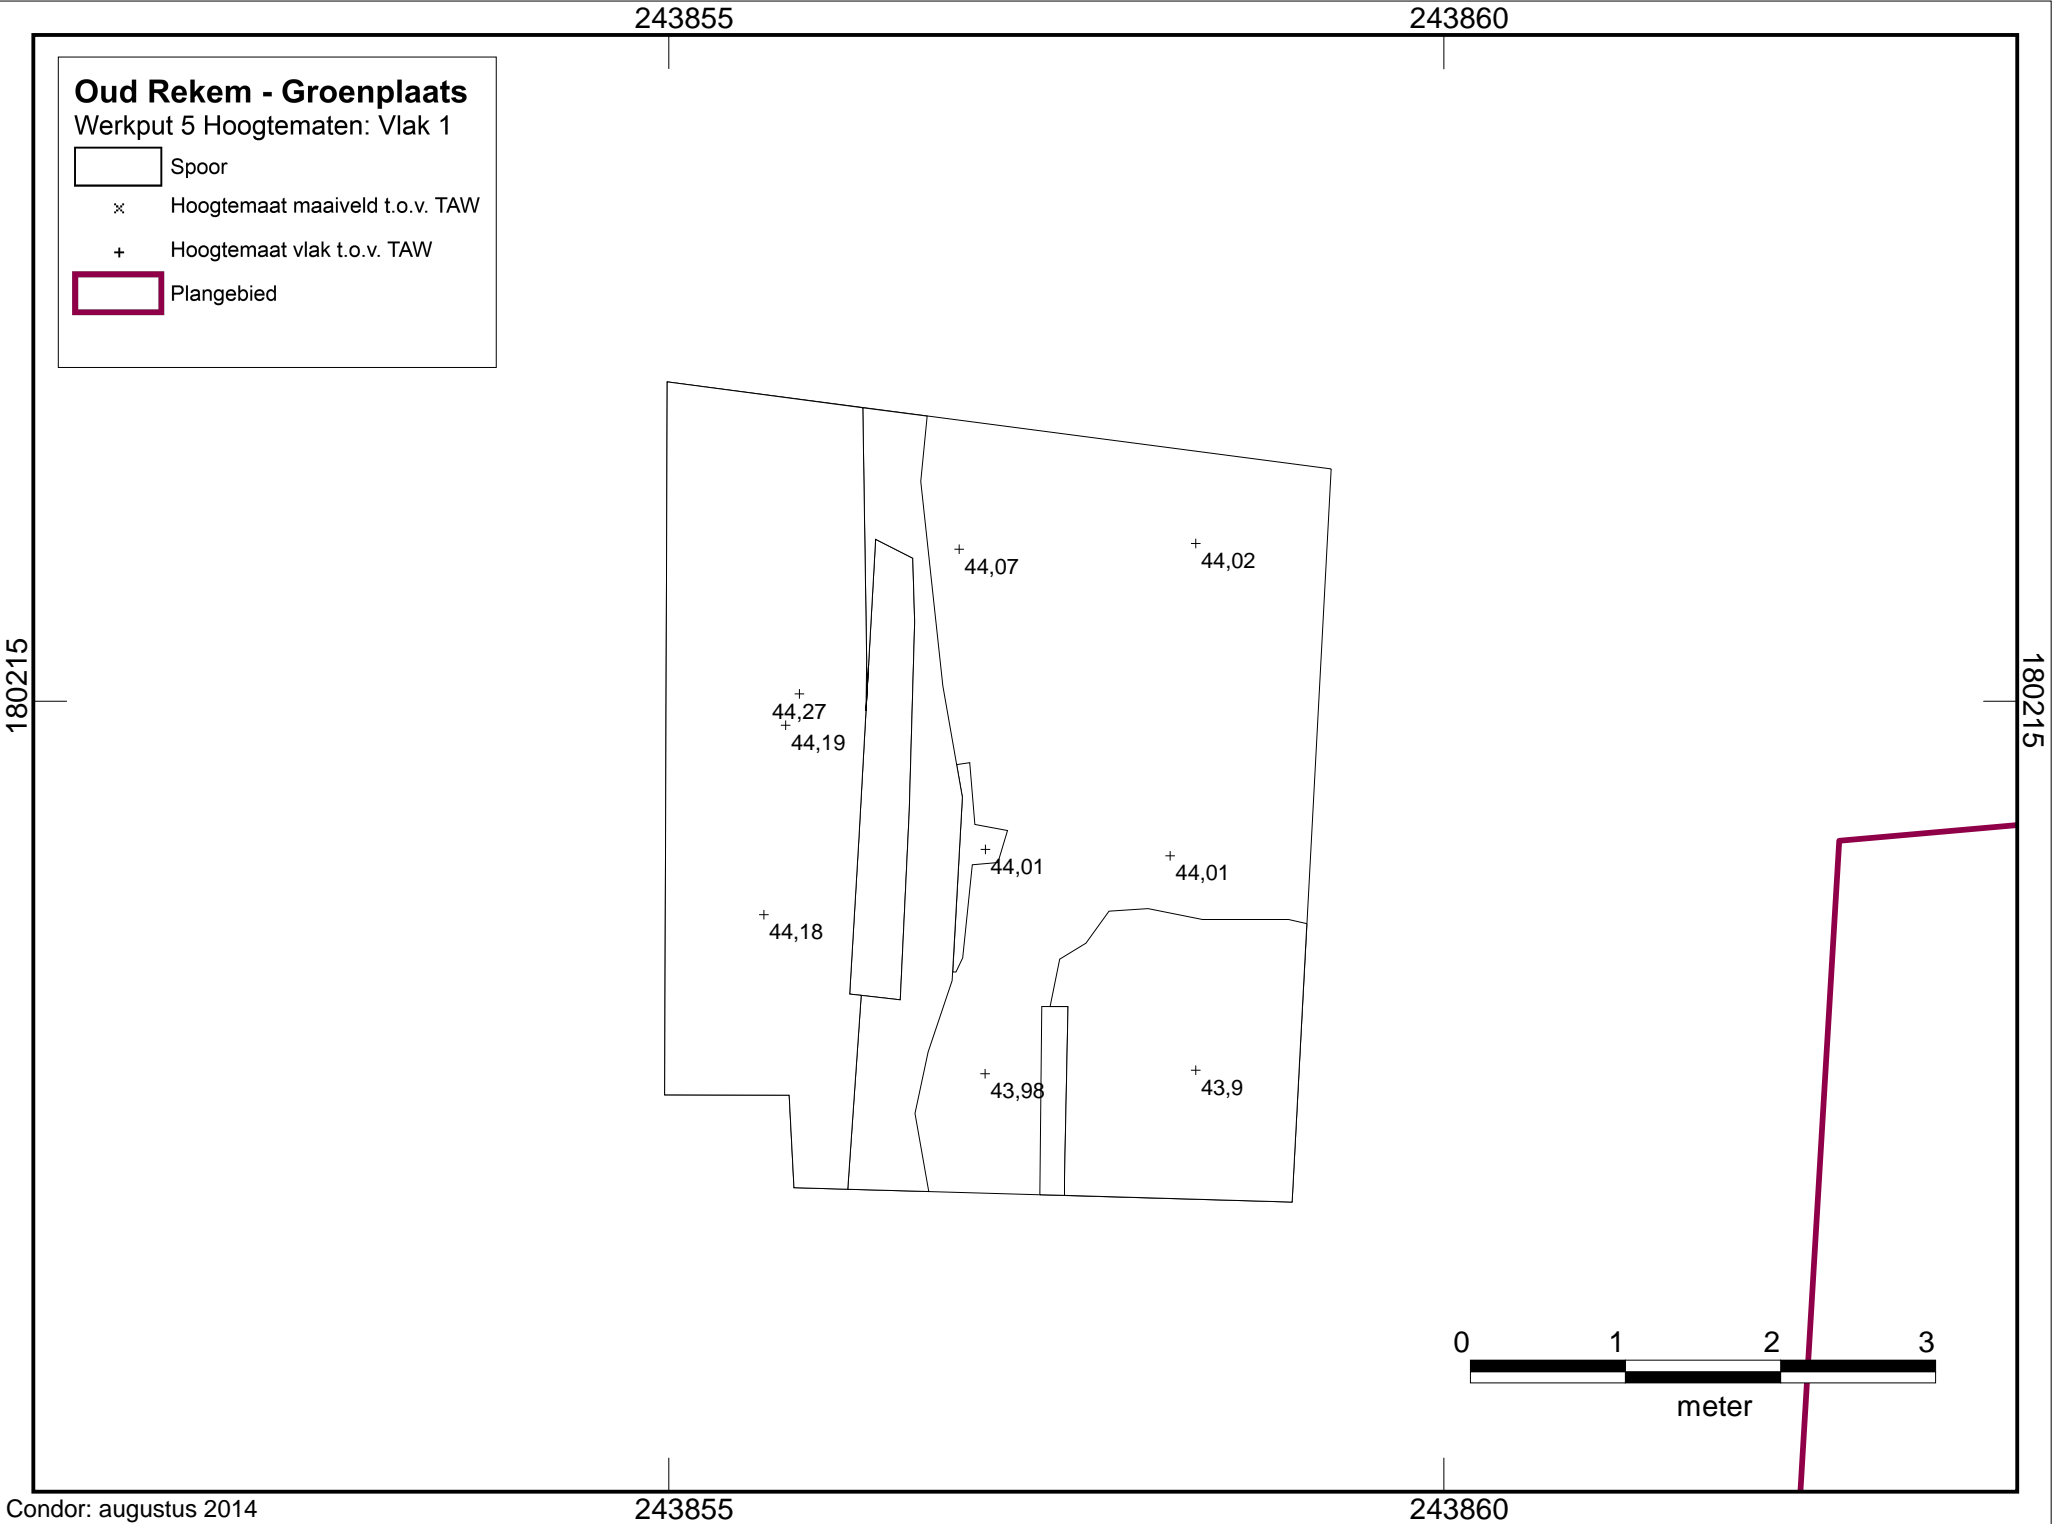 243855 243860
Oud Rekem - Groenplaats
Werkput 5 Hoogtematen: Vlak 1
Spoor
Hoogtemaat maaiveld t.o.v. TAW
Hoogtemaat vlak t.o.v. TAW
Plangebied
44,07 44,02
180215 180215
44,27
44,19
44,01 44,01
44,18
43,98 43,9
0 1 2 3
meter
243855 243860
Condor: augustus 2014